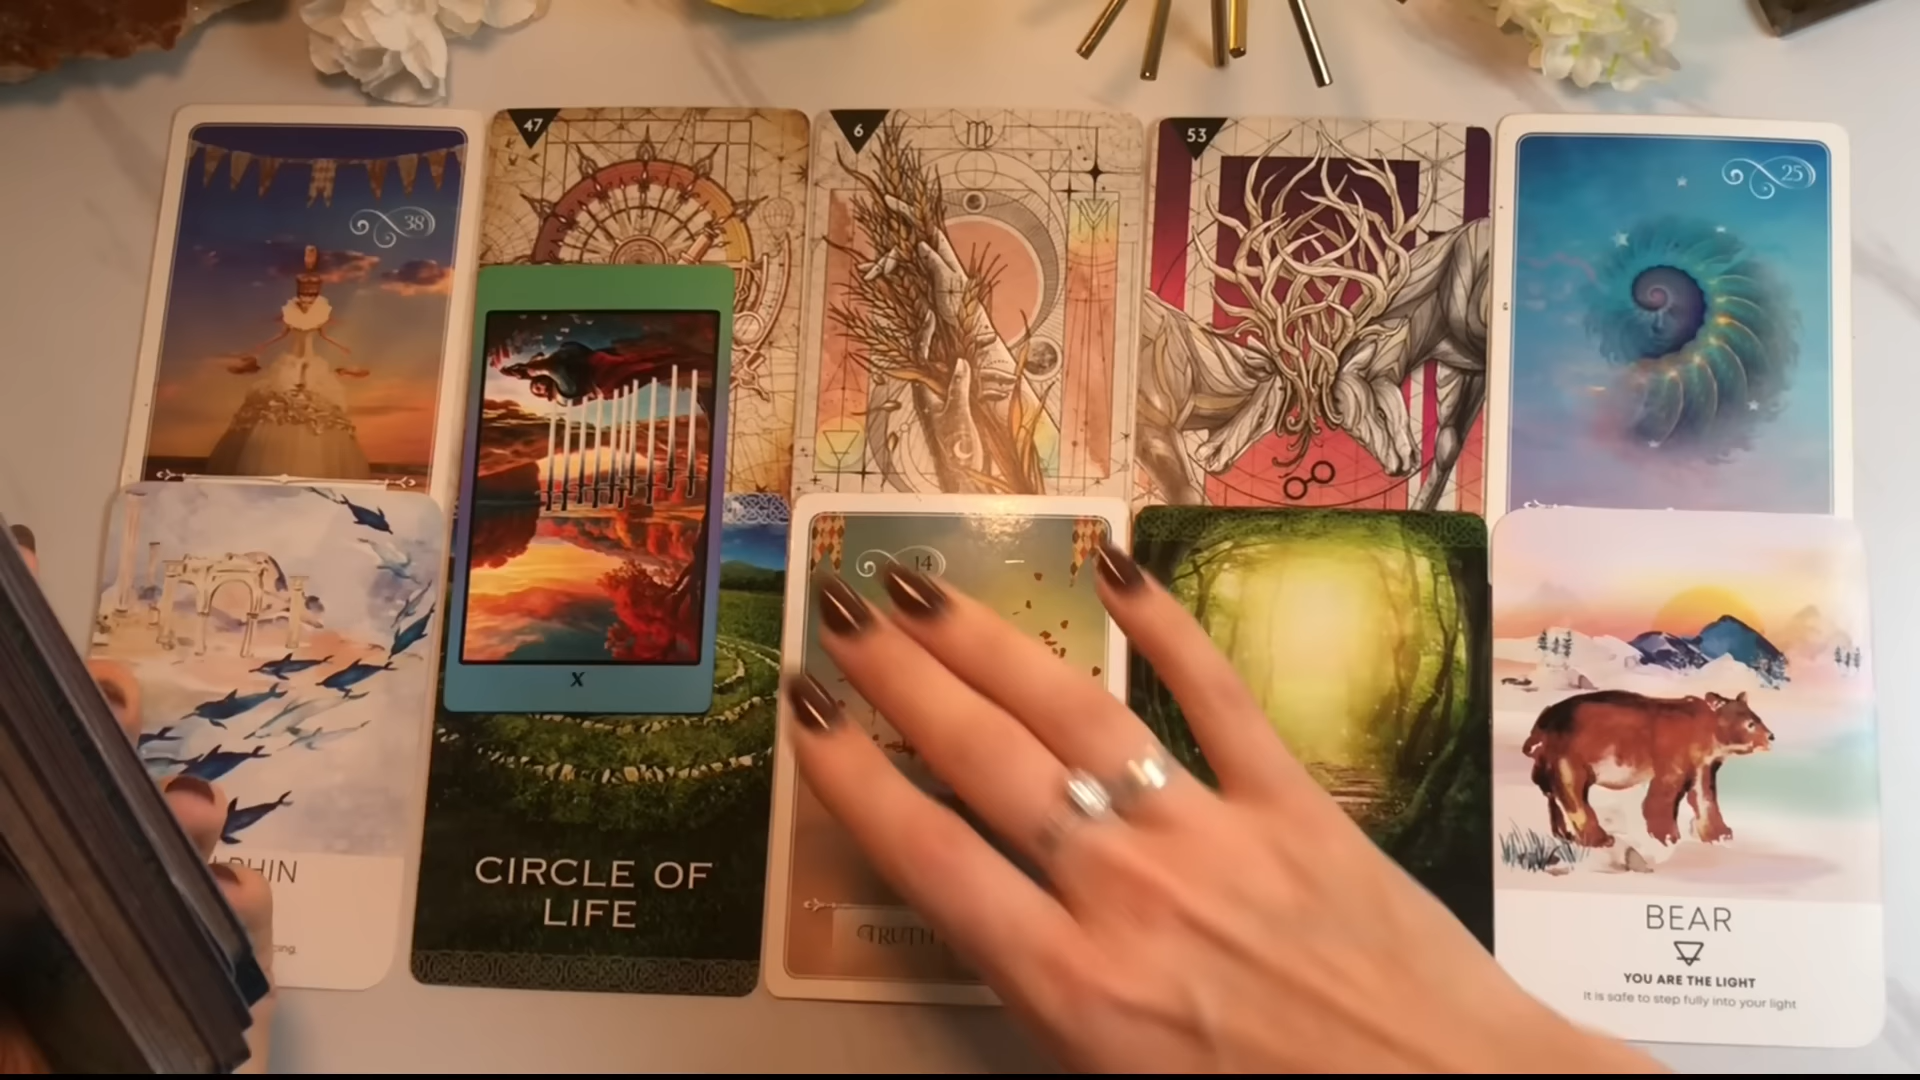 47
6
53
38
25
14
X
CIRCLE OF
LIFE
TRUTH
BEAR
YOU ARE THE LIGHT
It is safe to step fully into your light